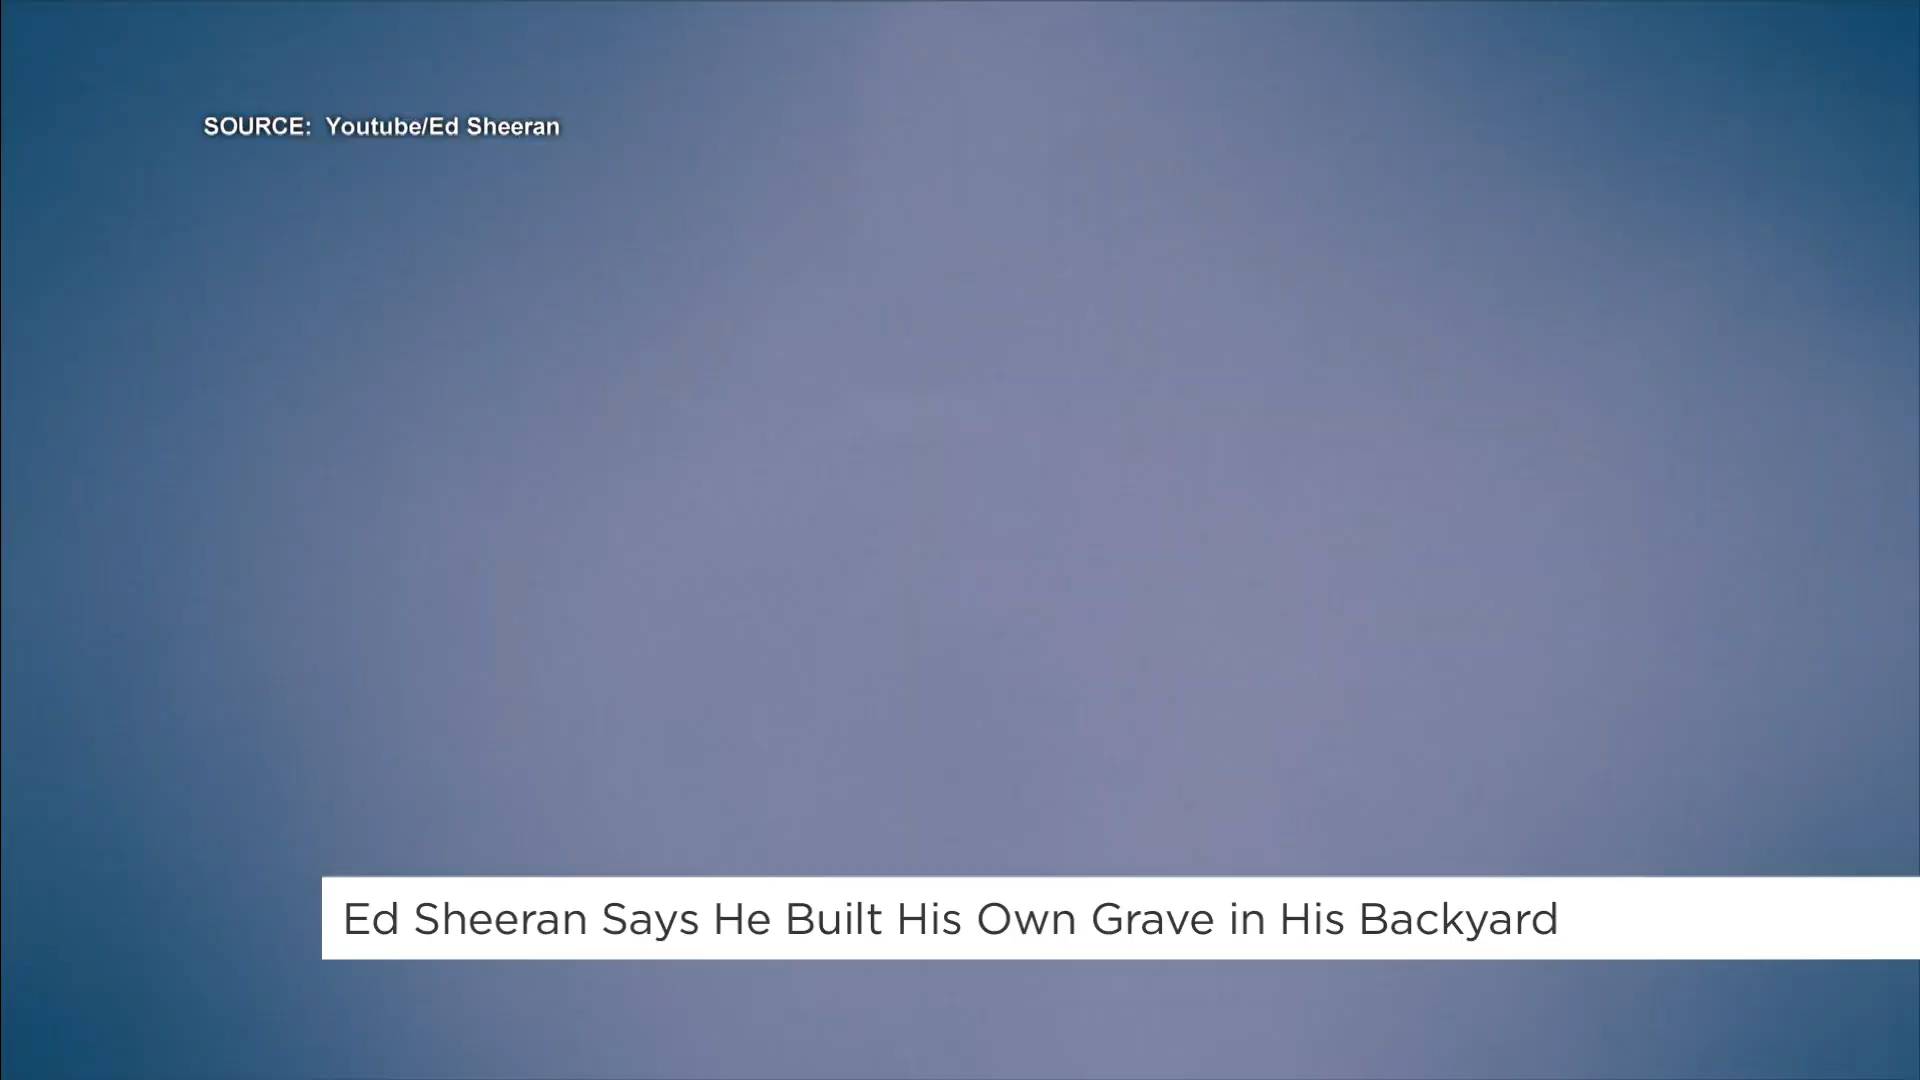 SOURCE: Youtube/Ed Sheeran
Ed Sheeran Says He Built His Own Grave in His Backyard